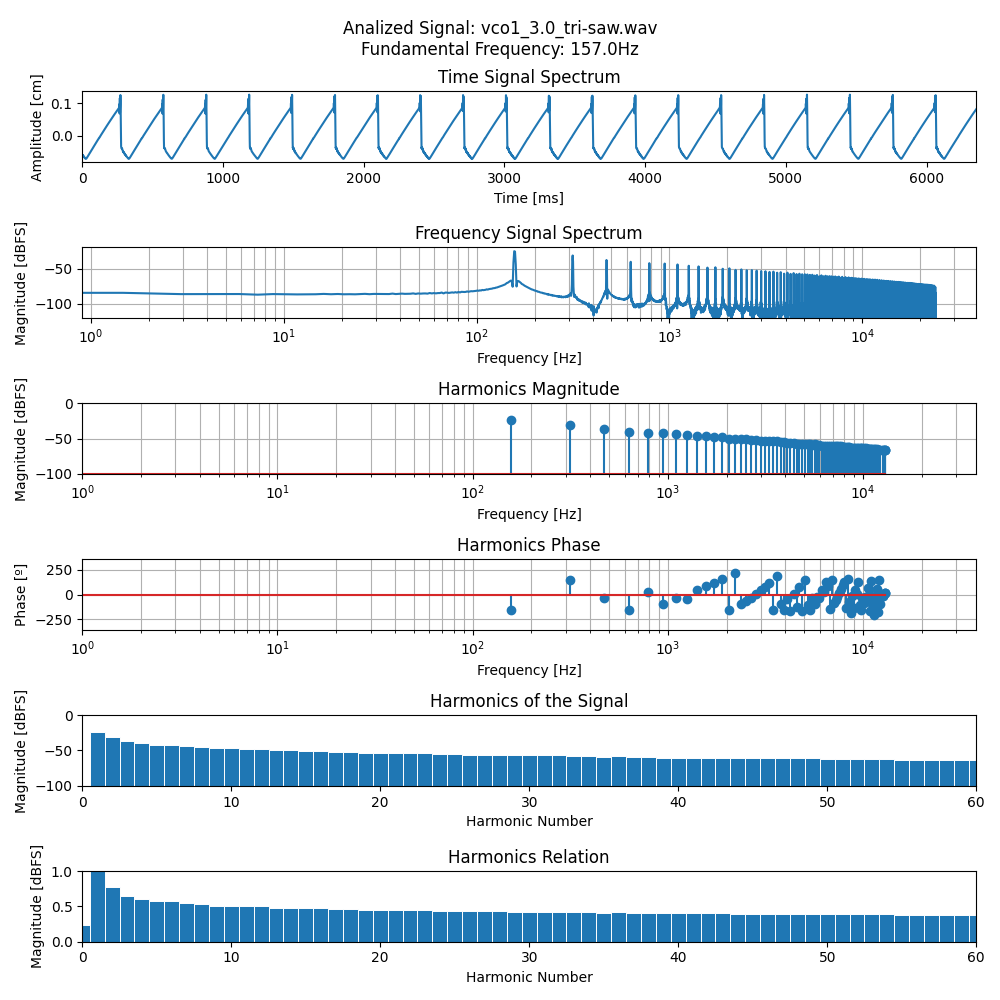 Analized Signal: vco1_3.0_tri-saw.wav
Fundamental Frequency: 157.0Hz
Time Signal Spectrum
Amplitude [cm]
0.1
0.0
0 1000 2000 3000 4000 5000 6000
Time [ms]
Frequency Signal Spectrum
Magnitude [dBFS]
−50
−100
10⁰ 10¹ 10² 10³ 10⁴
Frequency [Hz]
Harmonics Magnitude
Magnitude [dBFS]
0
−50
−100
10⁰ 10¹ 10² 10³ 10⁴
Frequency [Hz]
Harmonics Phase
Phase [º]
250
0
−250
10⁰ 10¹ 10² 10³ 10⁴
Frequency [Hz]
Harmonics of the Signal
Magnitude [dBFS]
0
−50
−100
0 10 20 30 40 50 60
Harmonic Number
Harmonics Relation
Magnitude [dBFS]
1.0
0.5
0.0
0 10 20 30 40 50 60
Harmonic Number